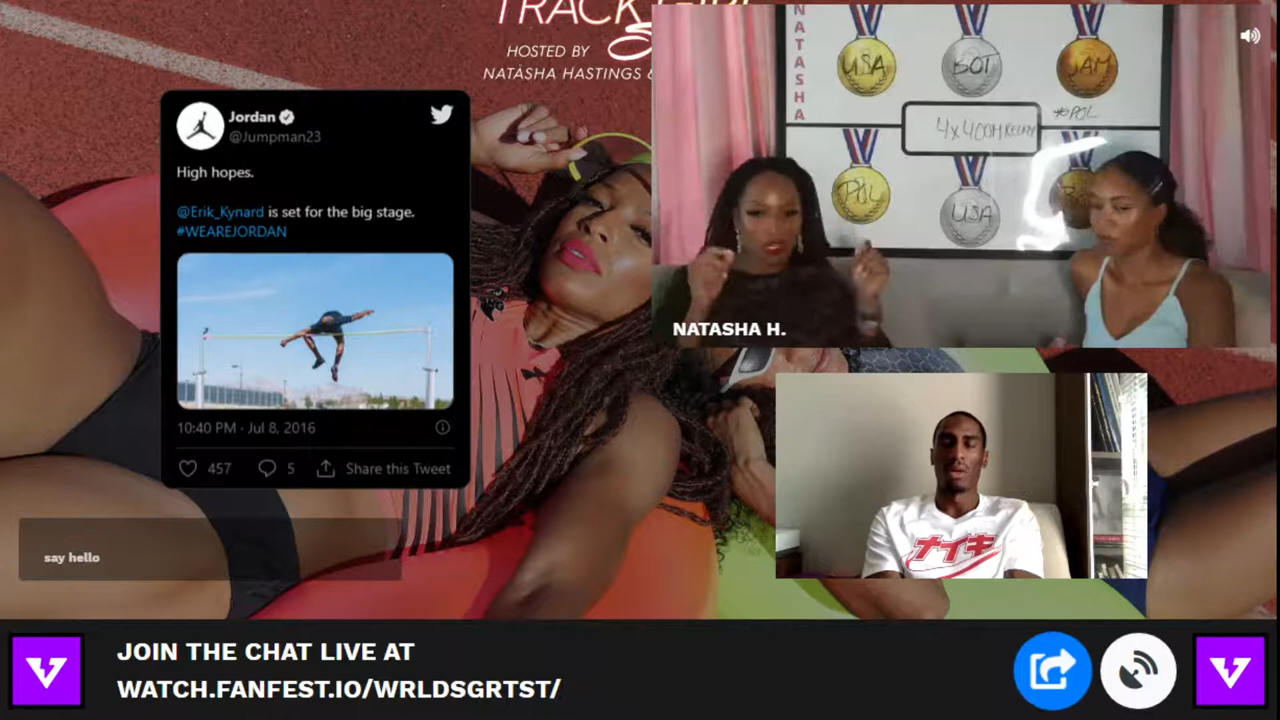 HOSTED BY
NATASHA HASTINGS &
Jordan
@Jumpman23
High hopes.
@Erik_Kynard is set for the big stage.
#WEAREJORDAN
10:40 PM · Jul 8, 2016
457
5
Share this Tweet
say hello
NATASHA
USA
BOT
JAM
POL
4x400M RELAY
POL
USA
NATASHA H.
ナイキ
JOIN THE CHAT LIVE AT
WATCH.FANFEST.IO/WRLDSGRTST/